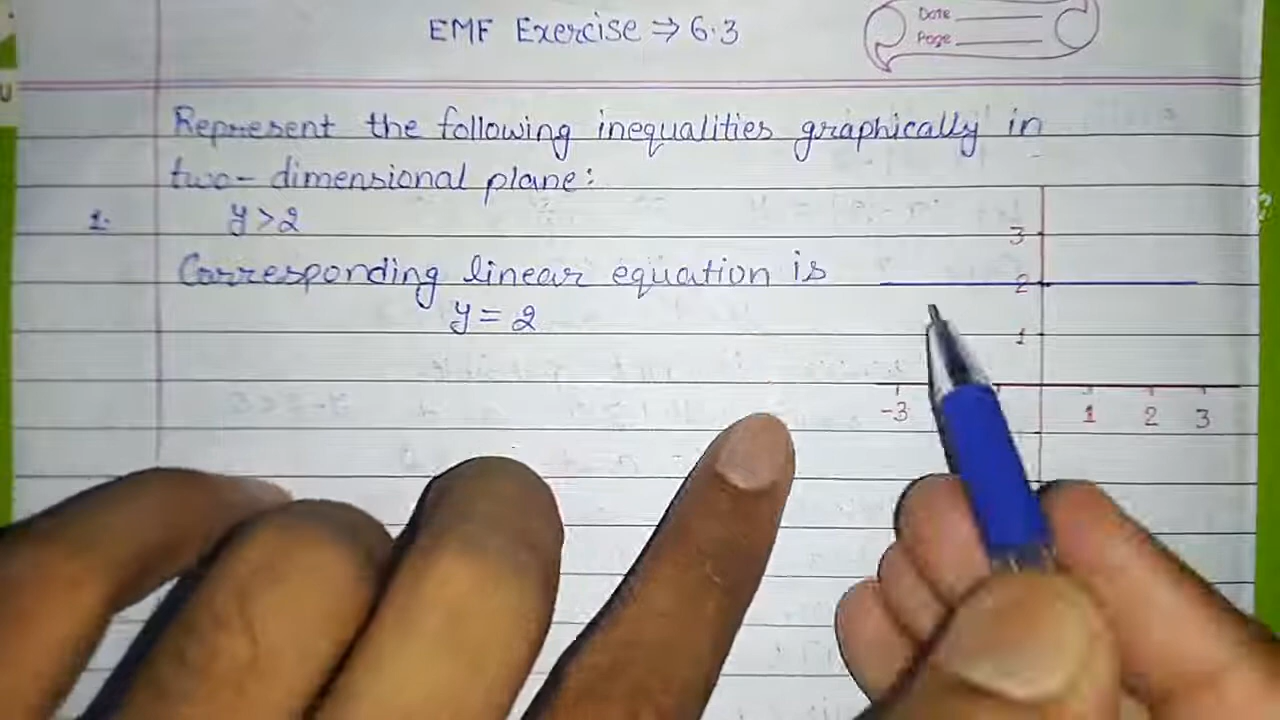 EMF Exercise ⇒ 6.3
Date
Page
Represent the following inequalities graphically in
two-dimensional plane:
1. y > 2
Corresponding linear equation is
y = 2
3
2
1
-3 1 2 3